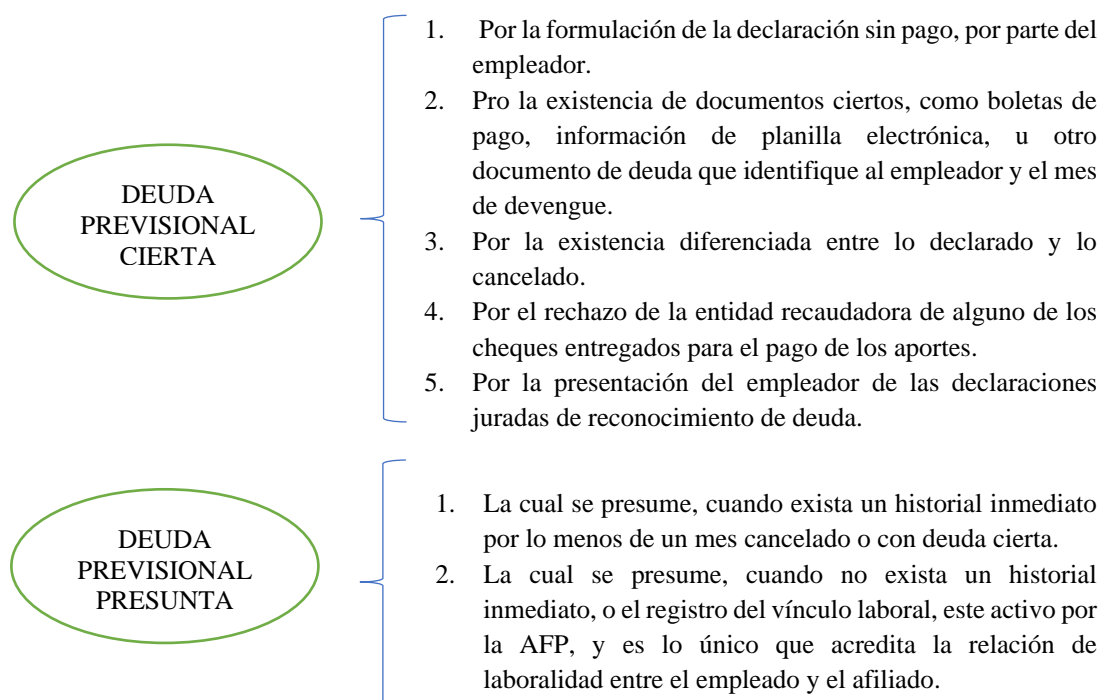 DEUDA
PREVISIONAL
CIERTA
1. Por la formulación de la declaración sin pago, por parte del
empleador.
2. Pro la existencia de documentos ciertos, como boletas de
pago, información de planilla electrónica, u otro
documento de deuda que identifique al empleador y el mes
de devengue.
3. Por la existencia diferenciada entre lo declarado y lo
cancelado.
4. Por el rechazo de la entidad recaudadora de alguno de los
cheques entregados para el pago de los aportes.
5. Por la presentación del empleador de las declaraciones
juradas de reconocimiento de deuda.
DEUDA
PREVISIONAL
PRESUNTA
1. La cual se presume, cuando exista un historial inmediato
por lo menos de un mes cancelado o con deuda cierta.
2. La cual se presume, cuando no exista un historial
inmediato, o el registro del vínculo laboral, este activo por
la AFP, y es lo único que acredita la relación de
laboralidad entre el empleado y el afiliado.